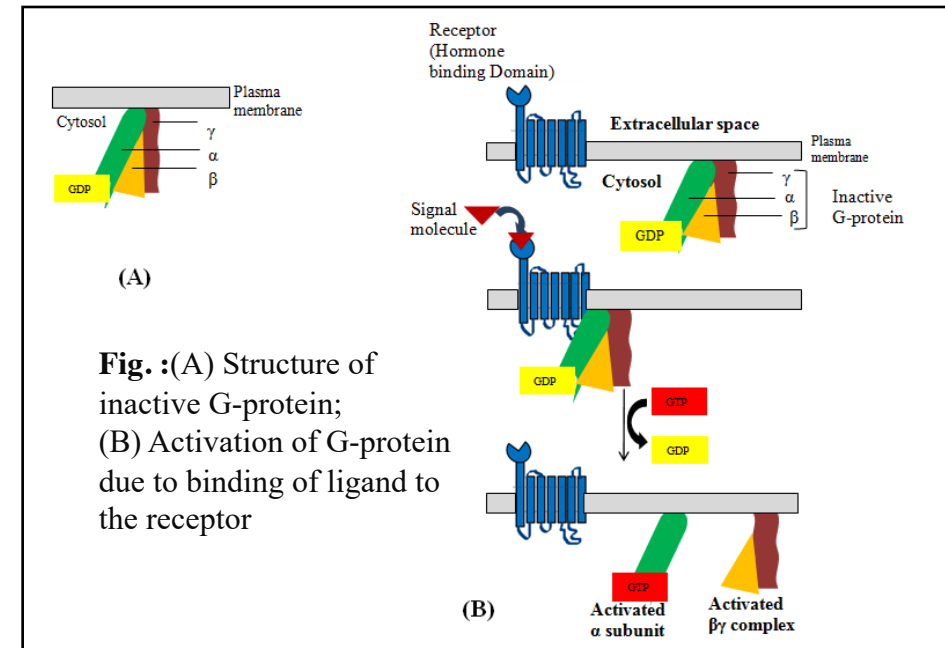 Plasma
membrane
Cytosol
γ
α
β
GDP
(A)
Fig. :(A) Structure of
inactive G-protein;
(B) Activation of G-protein
due to binding of ligand to
the receptor
Receptor
(Hormone
binding Domain)
Extracellular space
Plasma
membrane
Cytosol
γ
α
β
Inactive
G-protein
GDP
Signal
molecule
GDP
GTP
GDP
GTP
Activated
α subunit
Activated
βγ complex
(B)